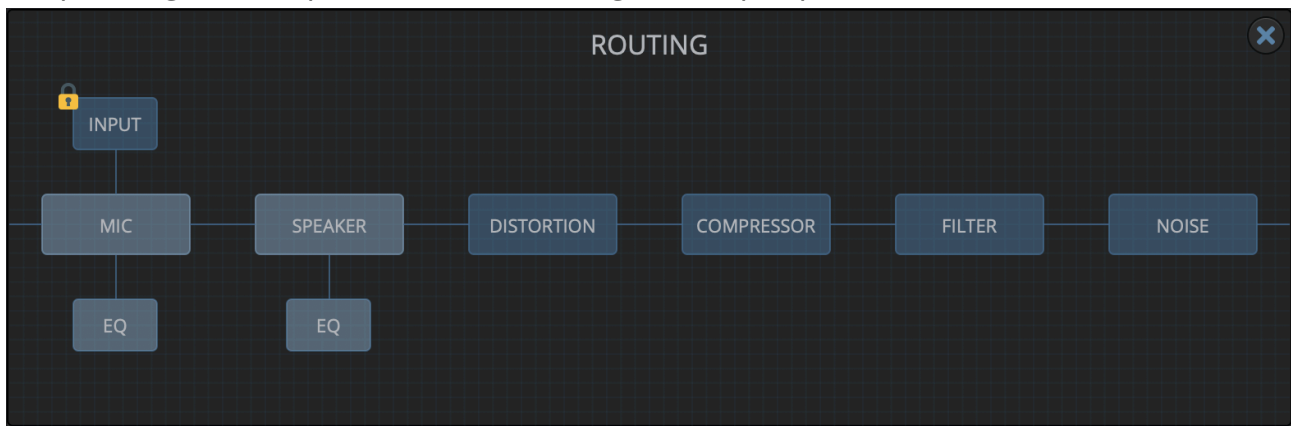 ROUTING
INPUT
MIC SPEAKER DISTORTION COMPRESSOR FILTER NOISE
EQ EQ